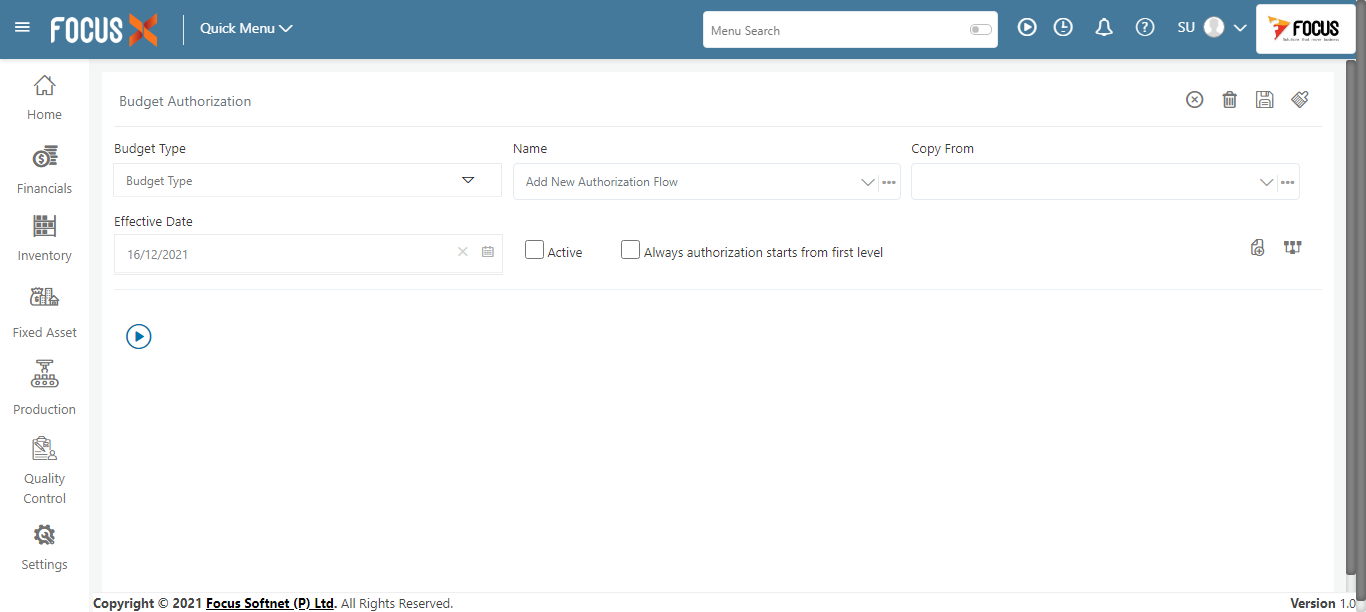 FOCUS X
Quick Menu
Menu Search
SU
FOCUS
Home
Financials
Inventory
Fixed Asset
Production
Quality
Control
Settings
Budget Authorization
Budget Type
Name
Copy From
Budget Type
Add New Authorization Flow
Effective Date
16/12/2021
Active
Always authorization starts from first level
Copyright © 2021 Focus Softnet (P) Ltd. All Rights Reserved.
Version 1.0